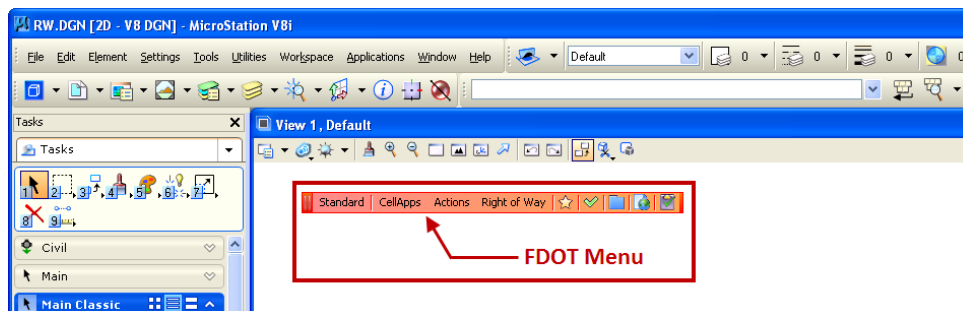 RW.DGN [2D - V8 DGN] - MicroStation V8i
File Edit Element Settings Tools Utilities Workspace Applications Window Help Default 0 0 0 0
Tasks
View 1, Default
Tasks
1 2 3 4 5 6 7
8 9
Standard CellApps Actions Right of Way
Civil
FDOT Menu
Main
Main Classic